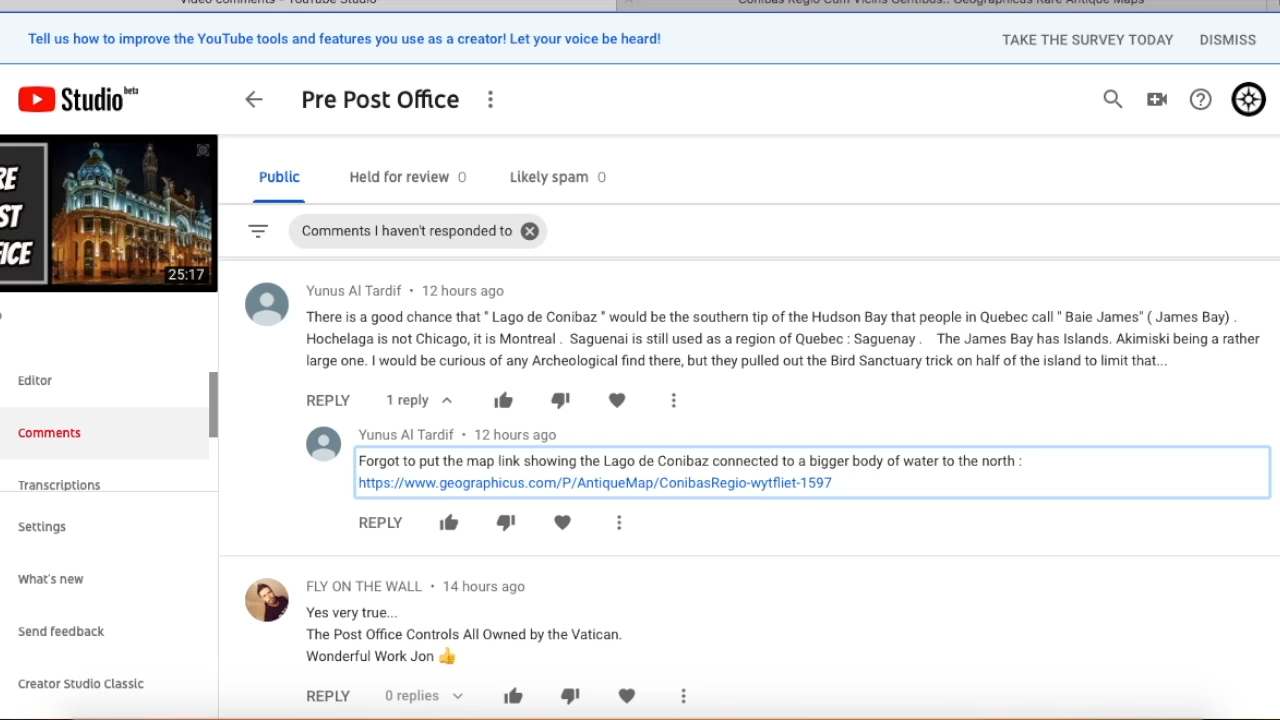 Video comments - YouTube Studio
Conibas Regio Cum Vicinis Gentibus.: Geographicus Rare Antique Maps
Tell us how to improve the YouTube tools and features you use as a creator! Let your voice be heard!
TAKE THE SURVEY TODAY
DISMISS
Studio beta
Pre Post Office
RE
ST
ICE
25:17
Public
Held for review 0
Likely spam 0
Comments I haven't responded to
Editor
Comments
Transcriptions
Settings
What's new
Send feedback
Creator Studio Classic
Yunus Al Tardif • 12 hours ago
There is a good chance that " Lago de Conibaz " would be the southern tip of the Hudson Bay that people in Quebec call " Baie James" ( James Bay) .
Hochelaga is not Chicago, it is Montreal . Saguenai is still used as a region of Quebec : Saguenay . The James Bay has Islands. Akimiski being a rather
large one. I would be curious of any Archeological find there, but they pulled out the Bird Sanctuary trick on half of the island to limit that...
REPLY
1 reply
Yunus Al Tardif • 12 hours ago
Forgot to put the map link showing the Lago de Conibaz connected to a bigger body of water to the north :
https://www.geographicus.com/P/AntiqueMap/ConibasRegio-wytfliet-1597
REPLY
FLY ON THE WALL • 14 hours ago
Yes very true...
The Post Office Controls All Owned by the Vatican.
Wonderful Work Jon 👍
REPLY
0 replies